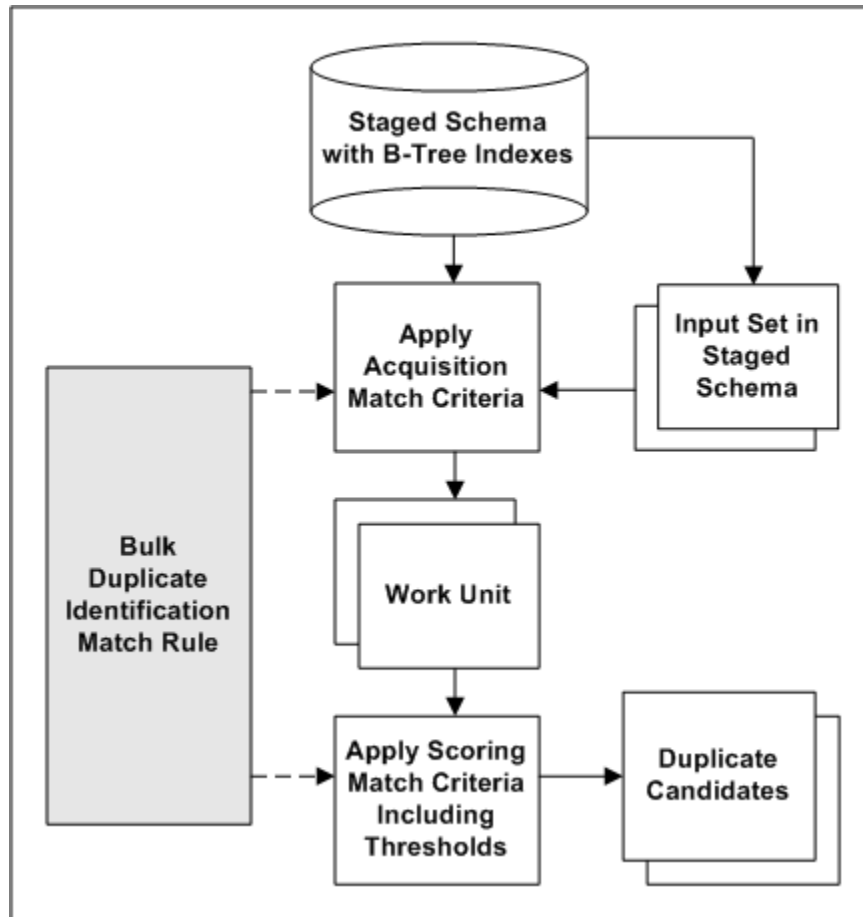 Staged Schema
with B-Tree Indexes
Apply
Acquisition
Match Criteria
Input Set in
Staged
Schema
Bulk
Duplicate
Identification
Match Rule
Work Unit
Apply Scoring
Match Criteria
Including
Thresholds
Duplicate
Candidates